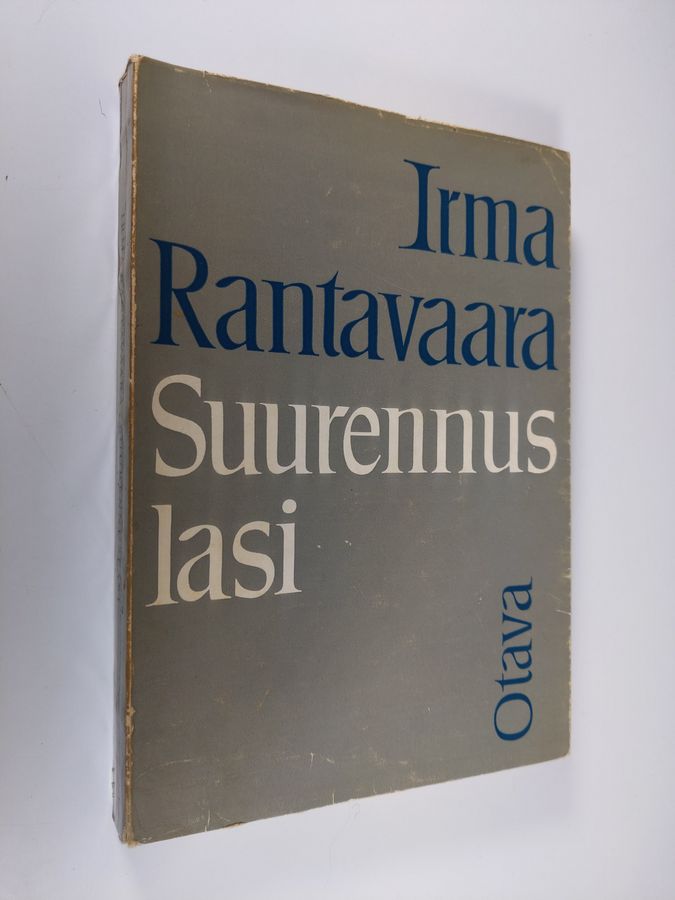 Irma
Rantavaara
Suurennus
lasi
Otava